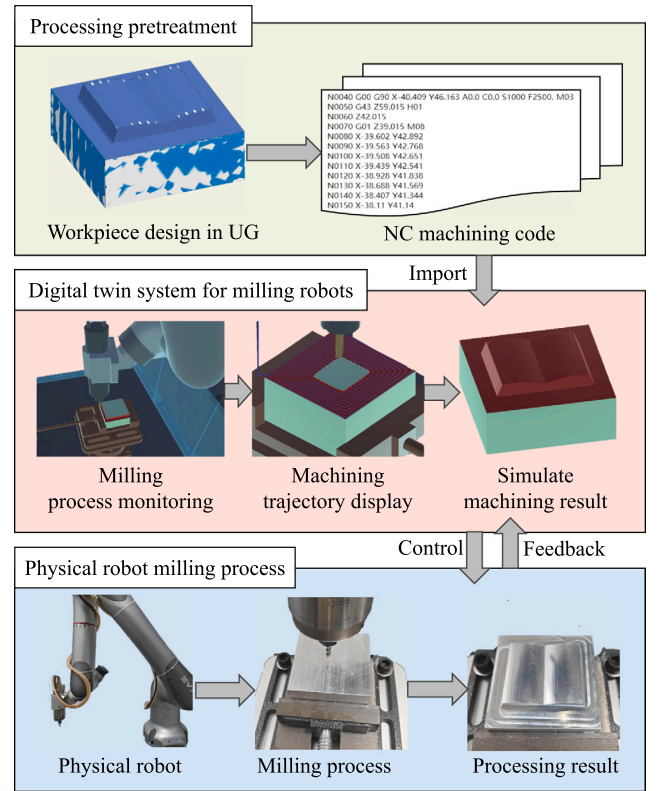 Processing pretreatment
N0040 G00 G90 X-40.409 Y46.163 A0.0 C0.0 S1000 F2500. M03
N0050 G43 Z59.015 H01
N0060 Z42.015
N0070 G01 Z39.015 M08
N0080 X-39.602 Y42.892
N0090 X-39.563 Y42.768
N0100 X-39.508 Y42.651
N0110 X-39.439 Y42.541
N0120 X-38.928 Y41.838
N0130 X-38.688 Y41.569
N0140 X-38.407 Y41.344
N0150 X-38.11 Y41.14
Workpiece design in UG
NC machining code
Import
Digital twin system for milling robots
Milling
process monitoring
Machining
trajectory display
Simulate
machining result
Control
Feedback
Physical robot milling process
Physical robot
Milling process
Processing result